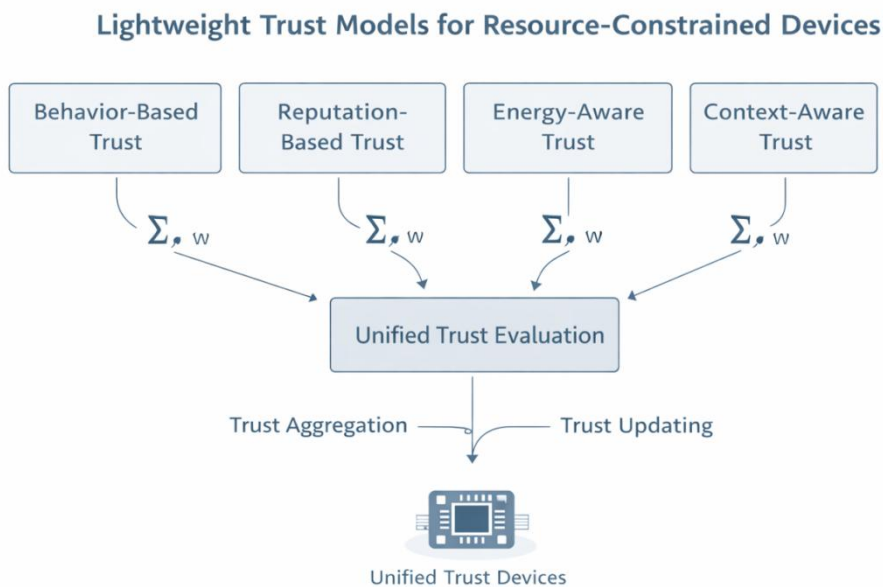 Lightweight Trust Models for Resource-Constrained Devices
Behavior-Based
Trust
Reputation-
Based Trust
Energy-Aware
Trust
Context-Aware
Trust
Σ, w
Σ, w
Σ, w
Σ, w
Unified Trust Evaluation
Trust Aggregation
Trust Updating
Unified Trust Devices